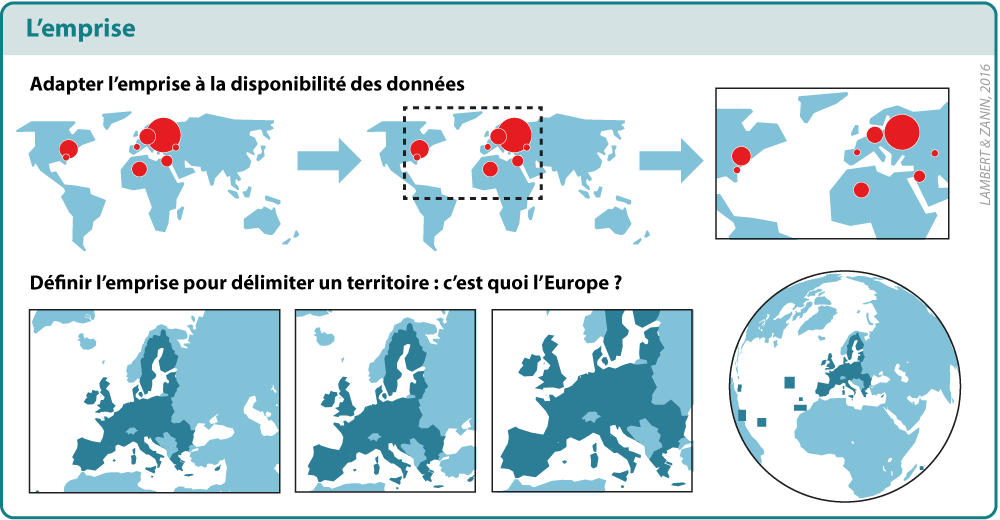 L’emprise
Adapter l’emprise à la disponibilité des données
LAMBERT & ZANIN, 2016
Définir l’emprise pour délimiter un territoire : c’est quoi l’Europe ?